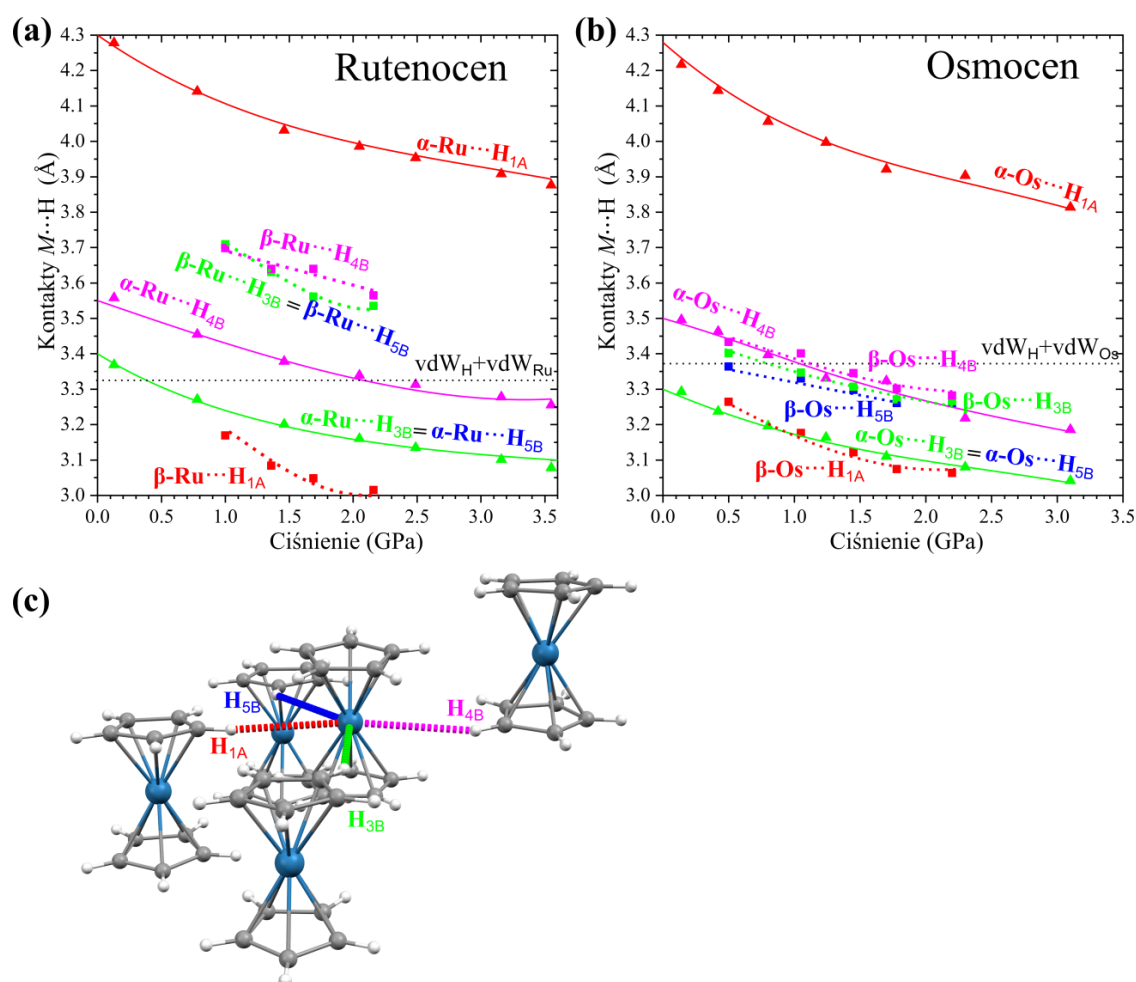 (a)
Rutenocen
Kontakty M···H (Å)
4.3
4.2
4.1
4.0
3.9
3.8
3.7
3.6
3.5
3.4
3.3
3.2
3.1
3.0
α-Ru···H1A
β-Ru···H4B
β-Ru···H3B = β-Ru···H5B
α-Ru···H4B
vdWH+vdWRu
α-Ru···H3B = α-Ru···H5B
β-Ru···H1A
0.0 0.5 1.0 1.5 2.0 2.5 3.0 3.5
Ciśnienie (GPa)
(b)
Osmocen
Kontakty M···H (Å)
4.3
4.2
4.1
4.0
3.9
3.8
3.7
3.6
3.5
3.4
3.3
3.2
3.1
3.0
α-Os···H1A
α-Os···H4B
vdWH+vdWOs
β-Os···H4B
β-Os···H3B
β-Os···H5B
α-Os···H3B = α-Os···H5B
β-Os···H1A
0.0 0.5 1.0 1.5 2.0 2.5 3.0 3.5
Ciśnienie (GPa)
(c)
H5B
H4B
H1A
H3B